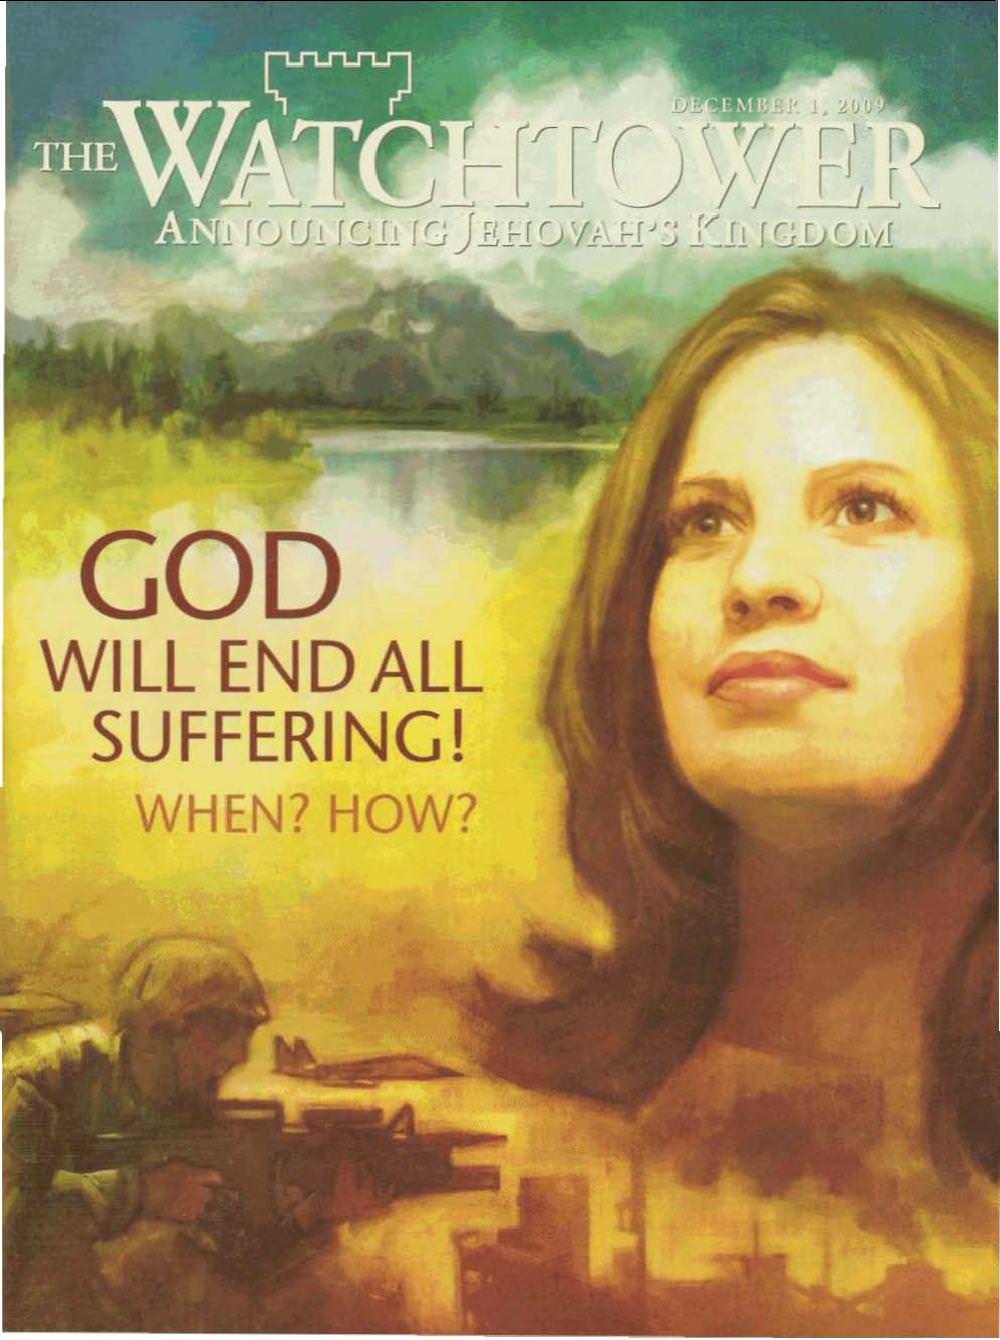 DECEMBER 1, 2009
THE WATCHTOWER
ANNOUNCING JEHOVAH'S KINGDOM
GOD
WILL END ALL
SUFFERING!
WHEN? HOW?